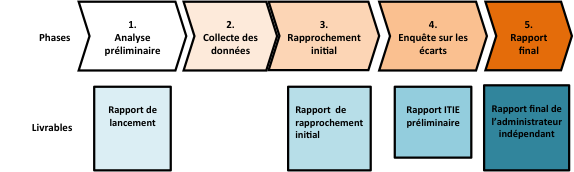 Phases
1.
Analyse
préliminaire
2.
Collecte des
données
3.
Rapprochement
initial
4.
Enquête sur les
écarts
5.
Rapport
final
Livrables
Rapport de
lancement
Rapport de
rapprochement
initial
Rapport ITIE
préliminaire
Rapport final de
l'administrateur
indépendant